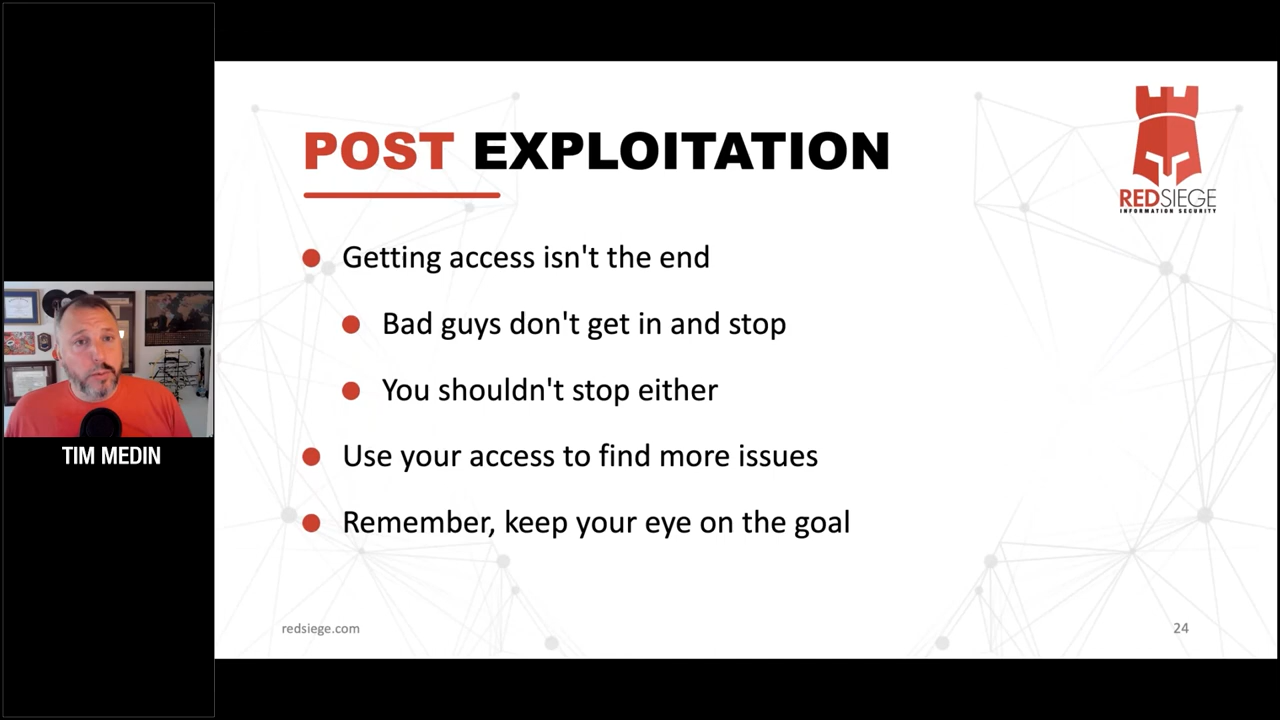 POST EXPLOITATION
REDSIEGE
INFORMATION SECURITY
Getting access isn't the end
Bad guys don't get in and stop
You shouldn't stop either
Use your access to find more issues
Remember, keep your eye on the goal
TIM MEDIN
redsiege.com
24